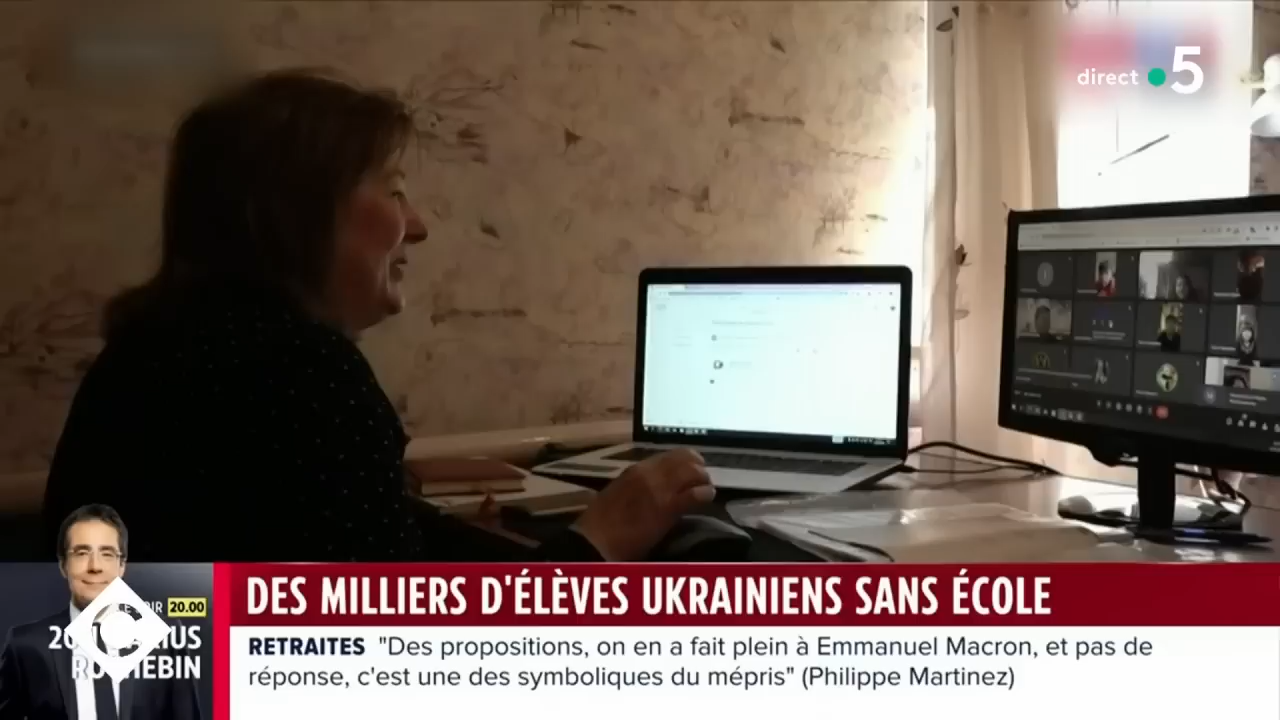 direct 5
DES MILLIERS D'ÉLÈVES UKRAINIENS SANS ÉCOLE
20.00
RETRAITES "Des propositions, on en a fait plein à Emmanuel Macron, et pas de
réponse, c'est une des symboliques du mépris" (Philippe Martinez)